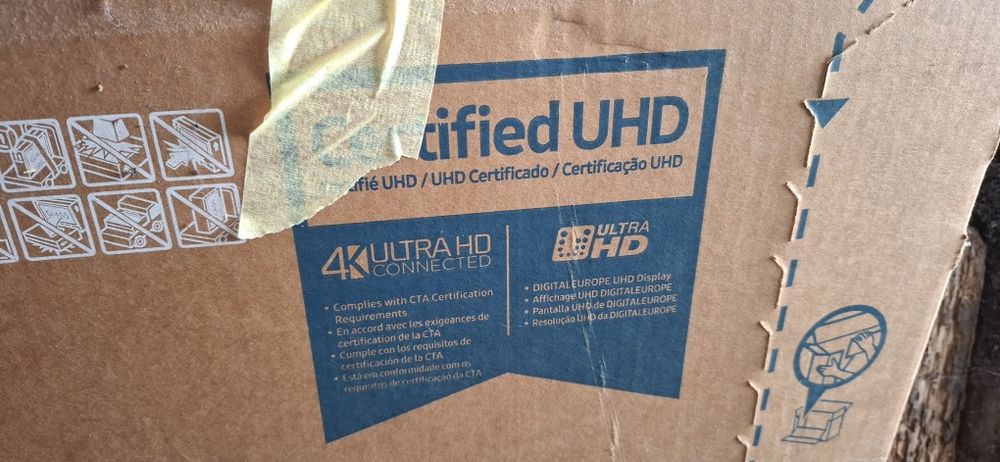 Certified UHD
ifié UHD / UHD Certificado / Certificação UHD
4K ULTRA HD
CONNECTED
• Complies with CTA Certification
Requirements
• En accord avec les exigeances de
certification de la CTA
• Cumple con los requisitos de
certificación de la CTA
• Está em conformidade com os
requisitos de certificação da CTA
ULTRA
HD
• DIGITALEUROPE UHD Display
• Affichage UHD DIGITALEUROPE
• Pantalla UHD de DIGITALEUROPE
• Resolução UHD da DIGITALEUROPE